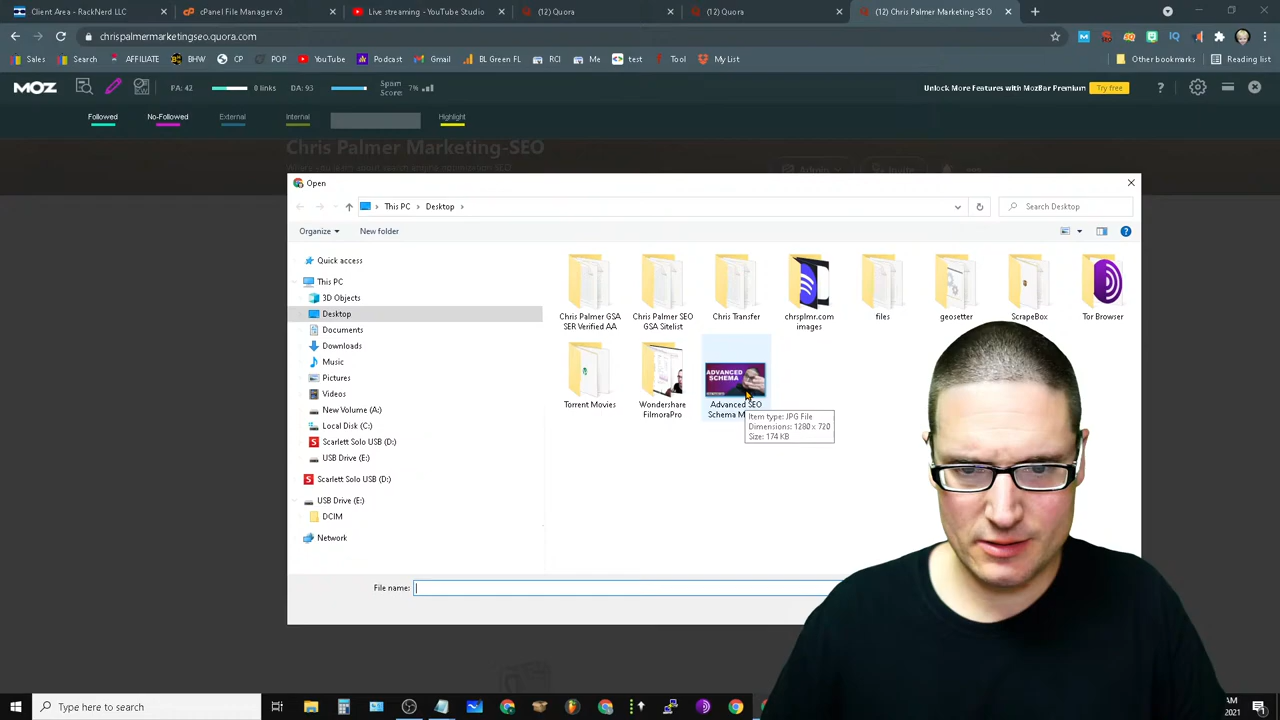 Client Area - RackNerd LLC
cPanel File Manager v3
Live streaming - YouTube Studio
(12) Quora
(12) Quora
(12) Chris Palmer Marketing-SEO
chrispalmermarketingseo.quora.com
Sales
Search
AFFILIATE
BHW
CP
POP
YouTube
Podcast
Gmail
BL Green FL
RCI
Me
test
Tool
My List
Other bookmarks
Reading list
MOZ
PA: 42
0 links
DA: 93
Spam Score: 7%
Unlock More Features with MozBar Premium
Try free
Followed
No-Followed
External
Internal
Highlight
Chris Palmer Marketing-SEO
Admin
Invite
Open
This PC
Desktop
Search Desktop
Organize
New folder
Quick access
This PC
3D Objects
Desktop
Documents
Downloads
Music
Pictures
Videos
New Volume (A:)
Local Disk (C:)
Scarlett Solo USB (D:)
USB Drive (E:)
Scarlett Solo USB (D:)
USB Drive (E:)
DCIM
Network
Chris Palmer GSA
SER Verified AA
Chris Palmer SEO
GSA Sitelist
Chris Transfer
chrsplmr.com
images
files
geosetter
ScrapeBox
Tor Browser
Torrent Movies
Wondershare
FilmoraPro
ADVANCED
SCHEMA
Advanced SEO
Schema
Item type: JPG File
Dimensions: 1280 x 720
Size: 174 KB
File name:
Type here to search
AM
2021